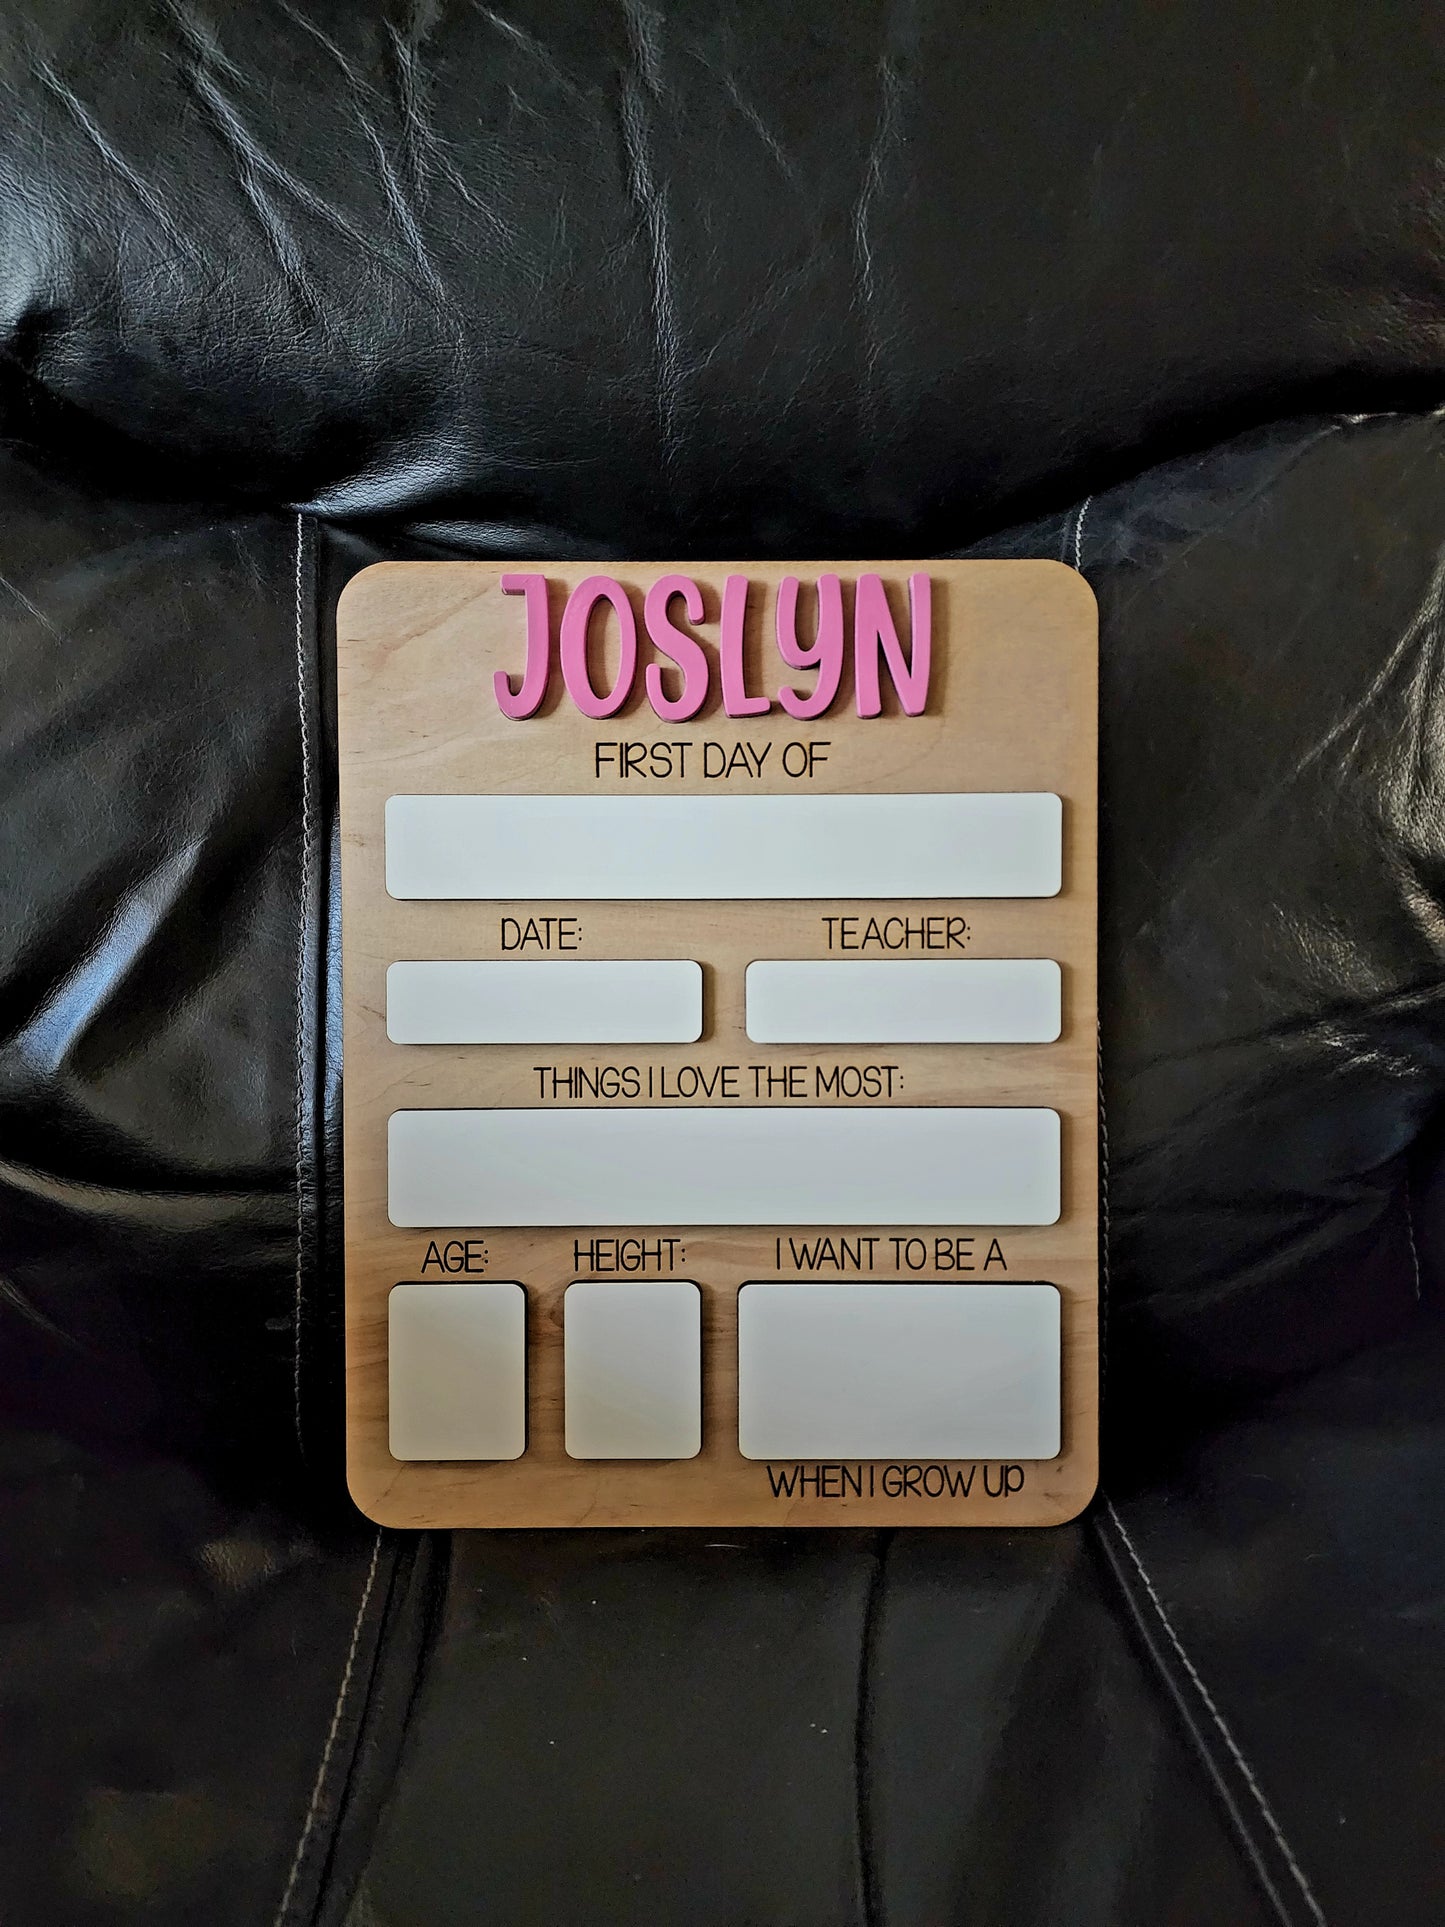 JOSLYN
FIRST DAY OF
DATE: TEACHER:
THINGS I LOVE THE MOST:
AGE: HEIGHT: I WANT TO BE A
WHEN I GROW UP